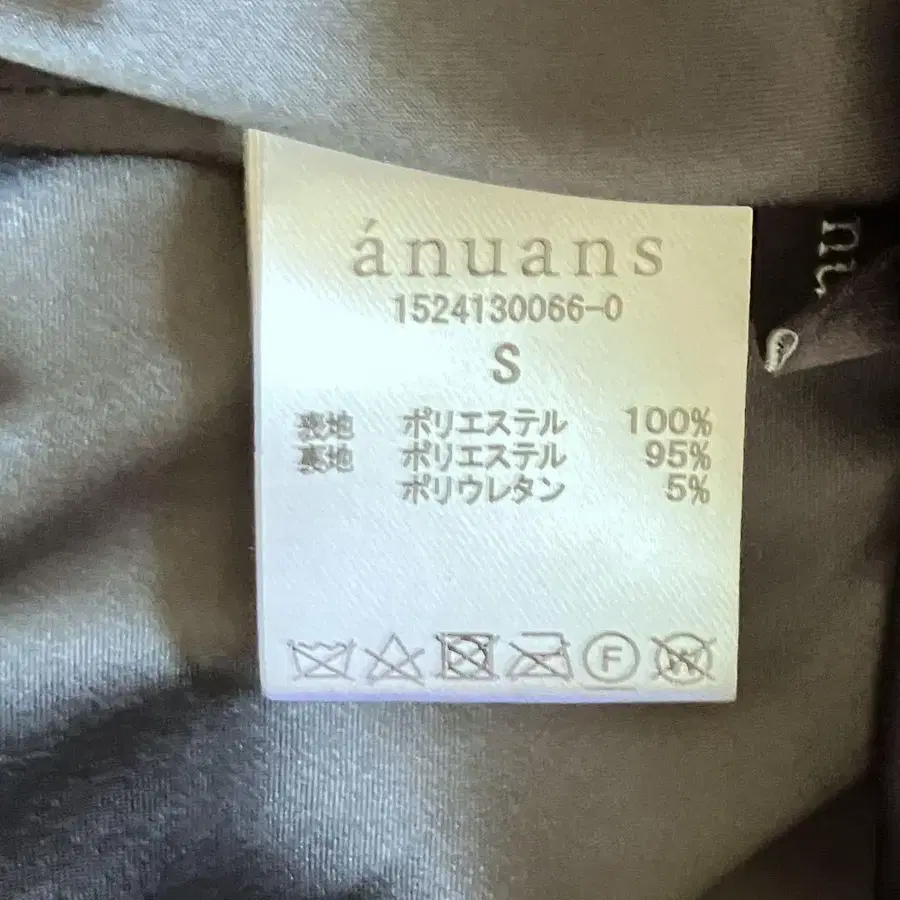 ánuans
1524130066-0
S
表地 ポリエステル 100%
裏地 ポリエステル 95%
ポリウレタン 5%
F
W
nu